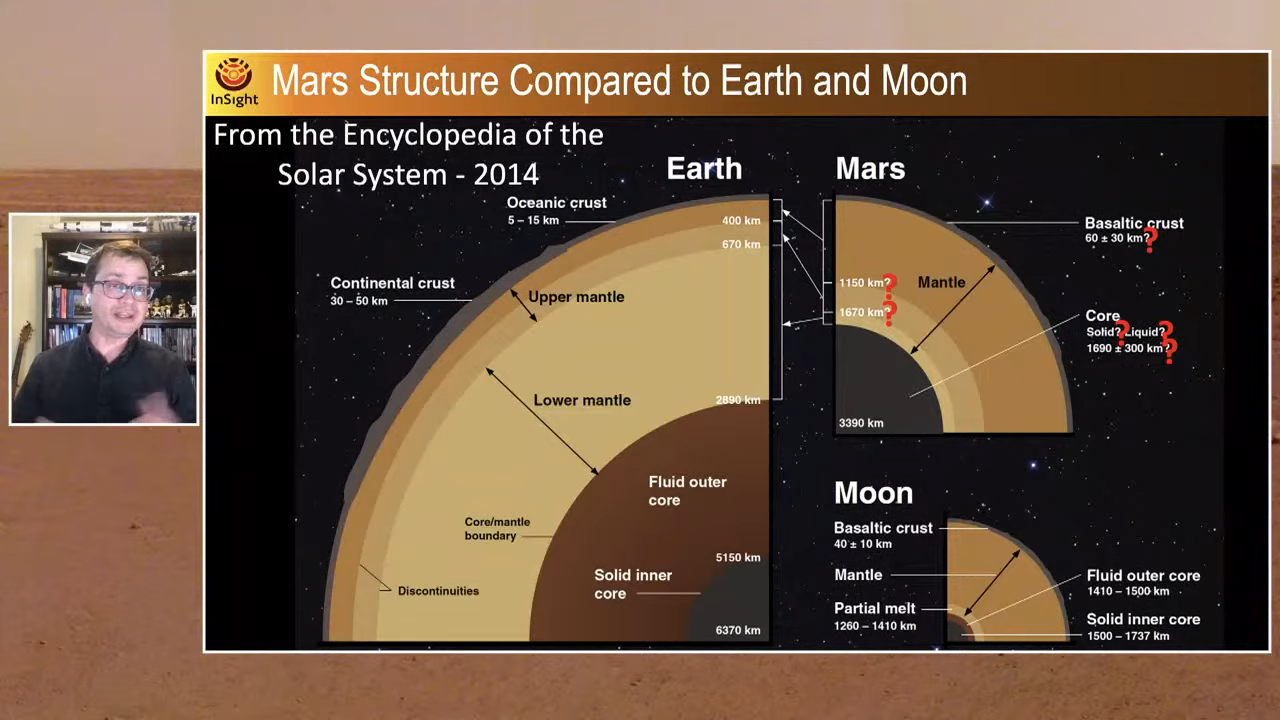 InSight
Mars Structure Compared to Earth and Moon
From the Encyclopedia of the
Solar System - 2014
Earth
Oceanic crust
5 – 15 km
400 km
670 km
Continental crust
30 – 50 km
Upper mantle
Lower mantle
2890 km
Fluid outer
core
Core/mantle
boundary
5150 km
Solid inner
core
Discontinuities
6370 km
Mars
Basaltic crust
60 ± 30 km?
?
1150 km?
?
Mantle
1670 km?
?
Core
Solid? Liquid?
? ?
1690 ± 300 km?
?
3390 km
Moon
Basaltic crust
40 ± 10 km
Mantle
Partial melt
1260 – 1410 km
Fluid outer core
1410 – 1500 km
Solid inner core
1500 – 1737 km